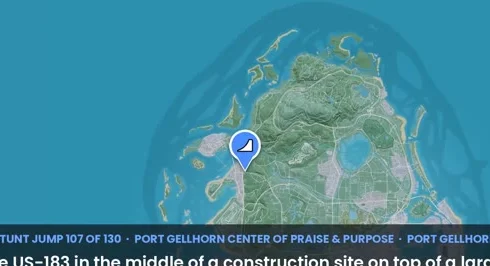 TUNT JUMP 107 OF 130 · PORT GELLHORN CENTER OF PRAISE & PURPOSE · PORT GELLHOR
e US-183 in the middle of a construction site on top of a larg